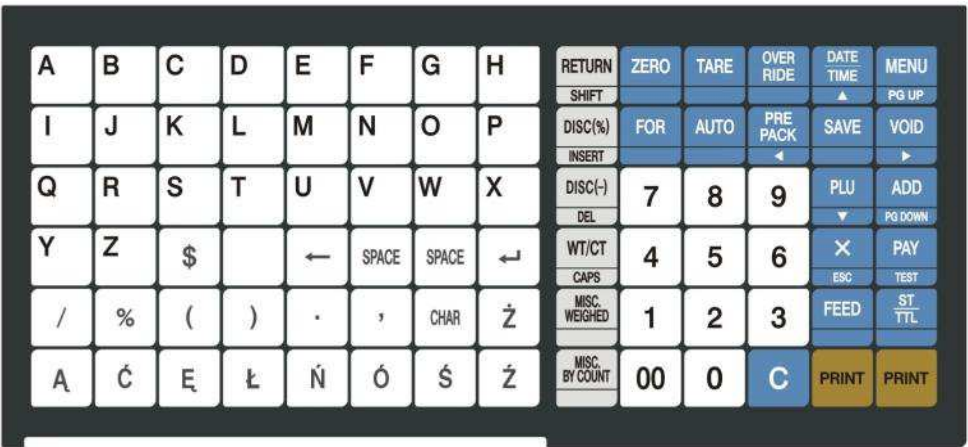 A B C D E F G H RETURN ZERO TARE OVER RIDE DATE TIME MENU
SHIFT ▲ PG UP
I J K L M N O P DISC(%) FOR AUTO PRE PACK SAVE VOID
INSERT ◀ ▶
Q R S T U V W X DISC(-) 7 8 9 PLU ADD
DEL ▼ PG DOWN
Y Z $ ← SPACE SPACE ↵ WT/CT 4 5 6 × PAY
CAPS ESC TEST
/ % ( ) . , CHAR Ż MISC. WEIGHED 1 2 3 FEED ST TTL
Ą Ć Ę Ł Ń Ó Ś Ź MISC. BY COUNT 00 0 C PRINT PRINT